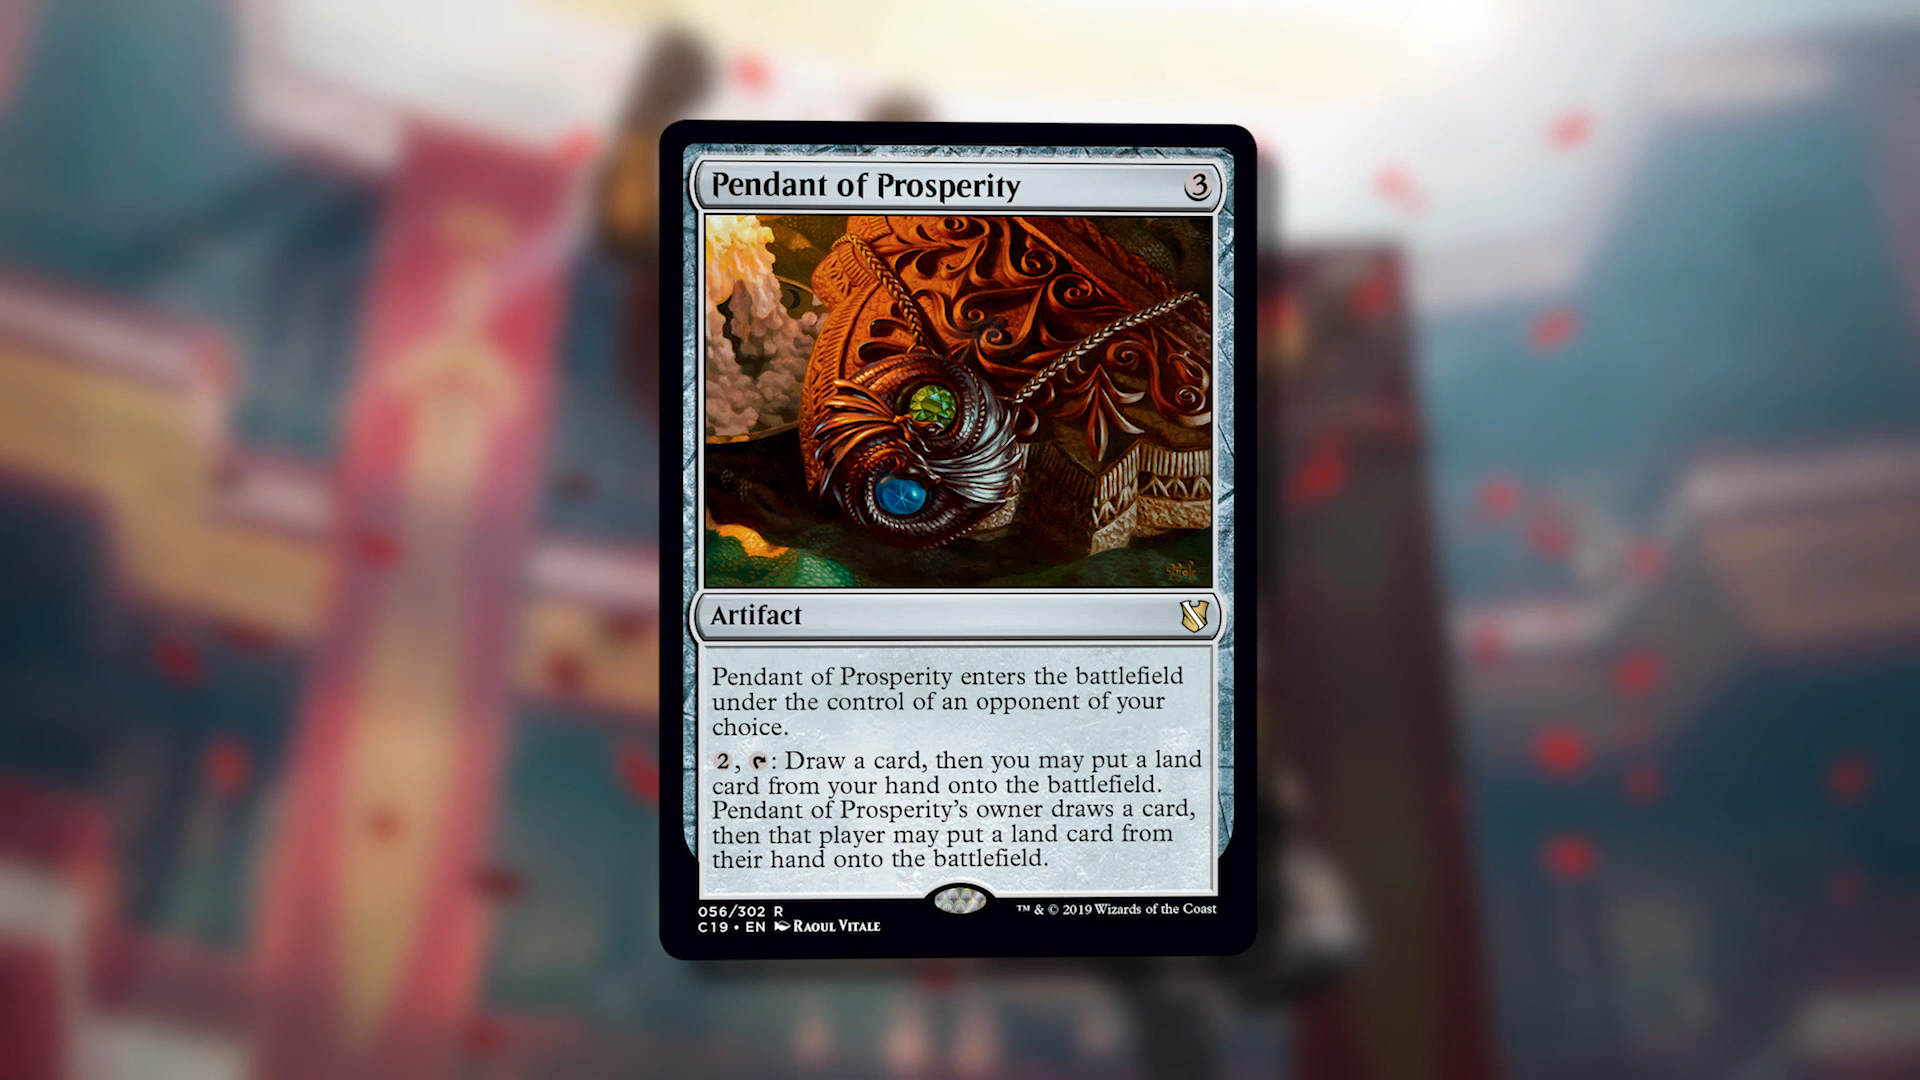 Pendant of Prosperity 3
Artifact
Pendant of Prosperity enters the battlefield
under the control of an opponent of your
choice.
2, : Draw a card, then you may put a land
card from your hand onto the battlefield.
Pendant of Prosperity's owner draws a card,
then that player may put a land card from
their hand onto the battlefield.
056/302 R
™ & © 2019 Wizards of the Coast
C19 • EN RAOUL VITALE